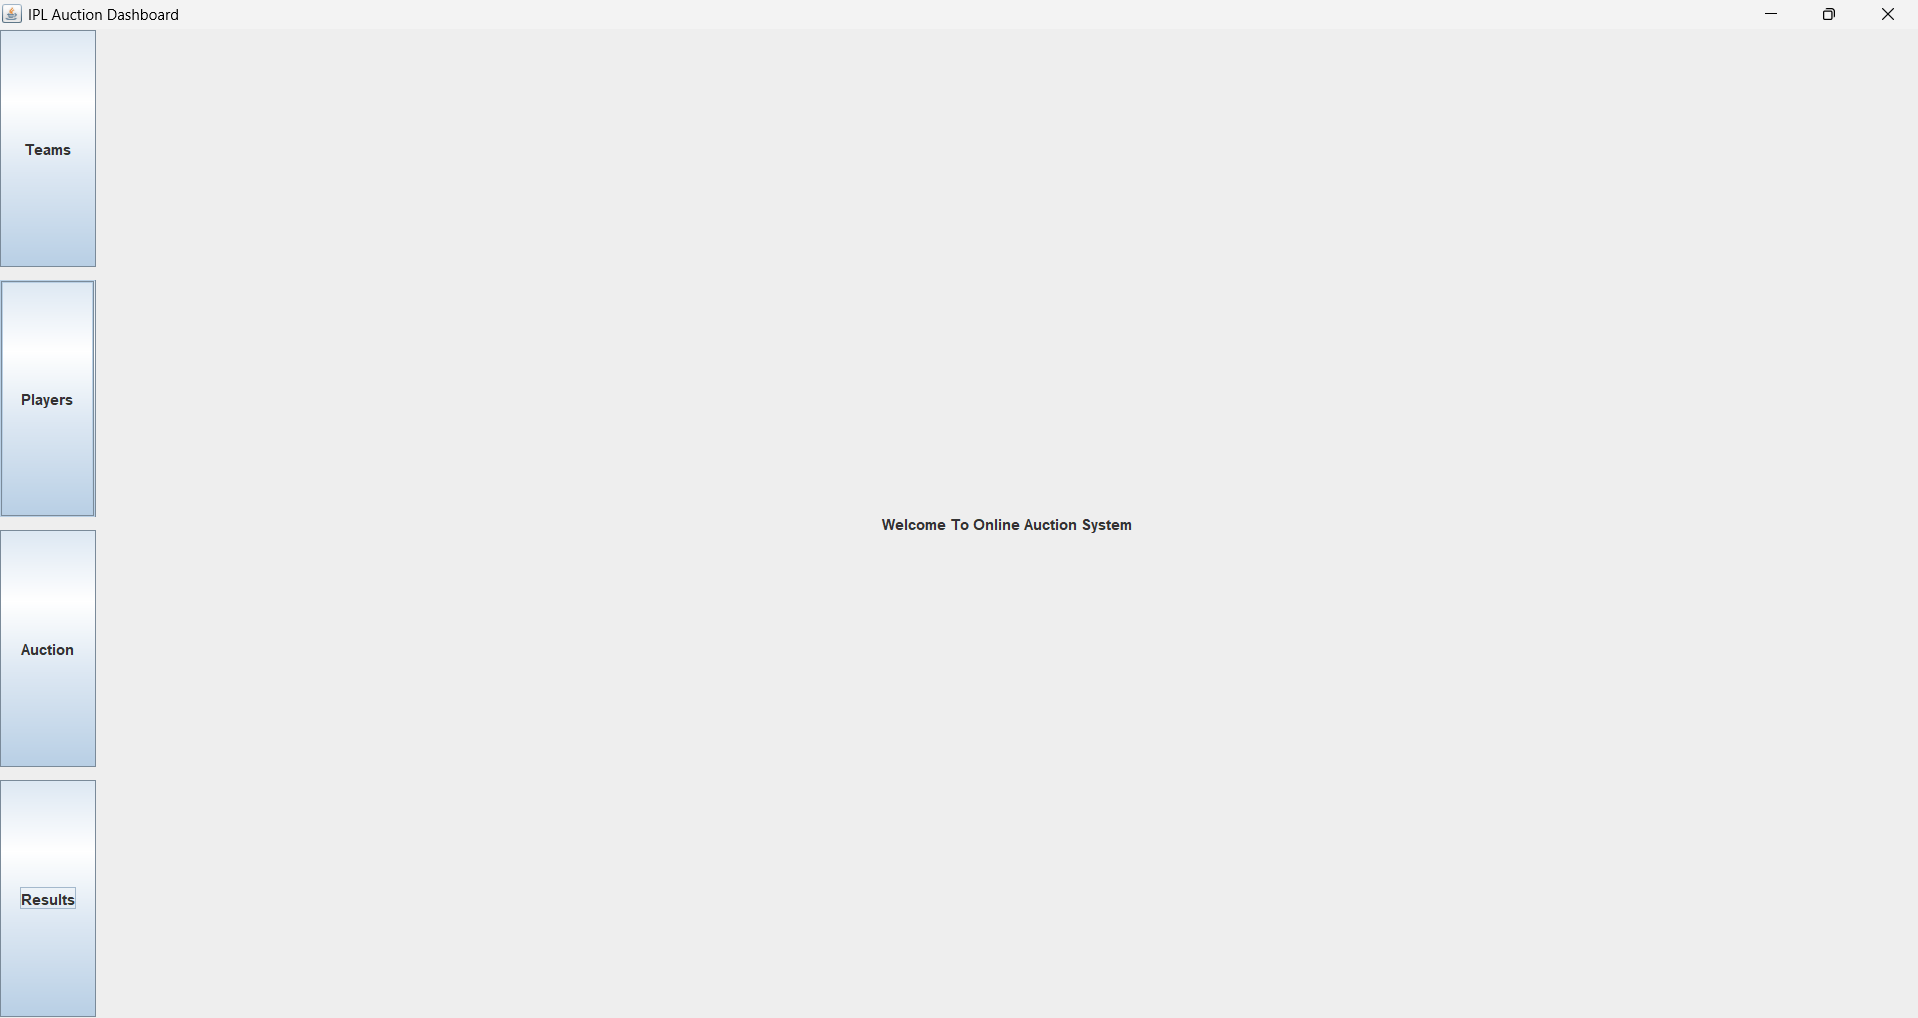 IPL Auction Dashboard
Teams
Players
Welcome To Online Auction System
Auction
Results